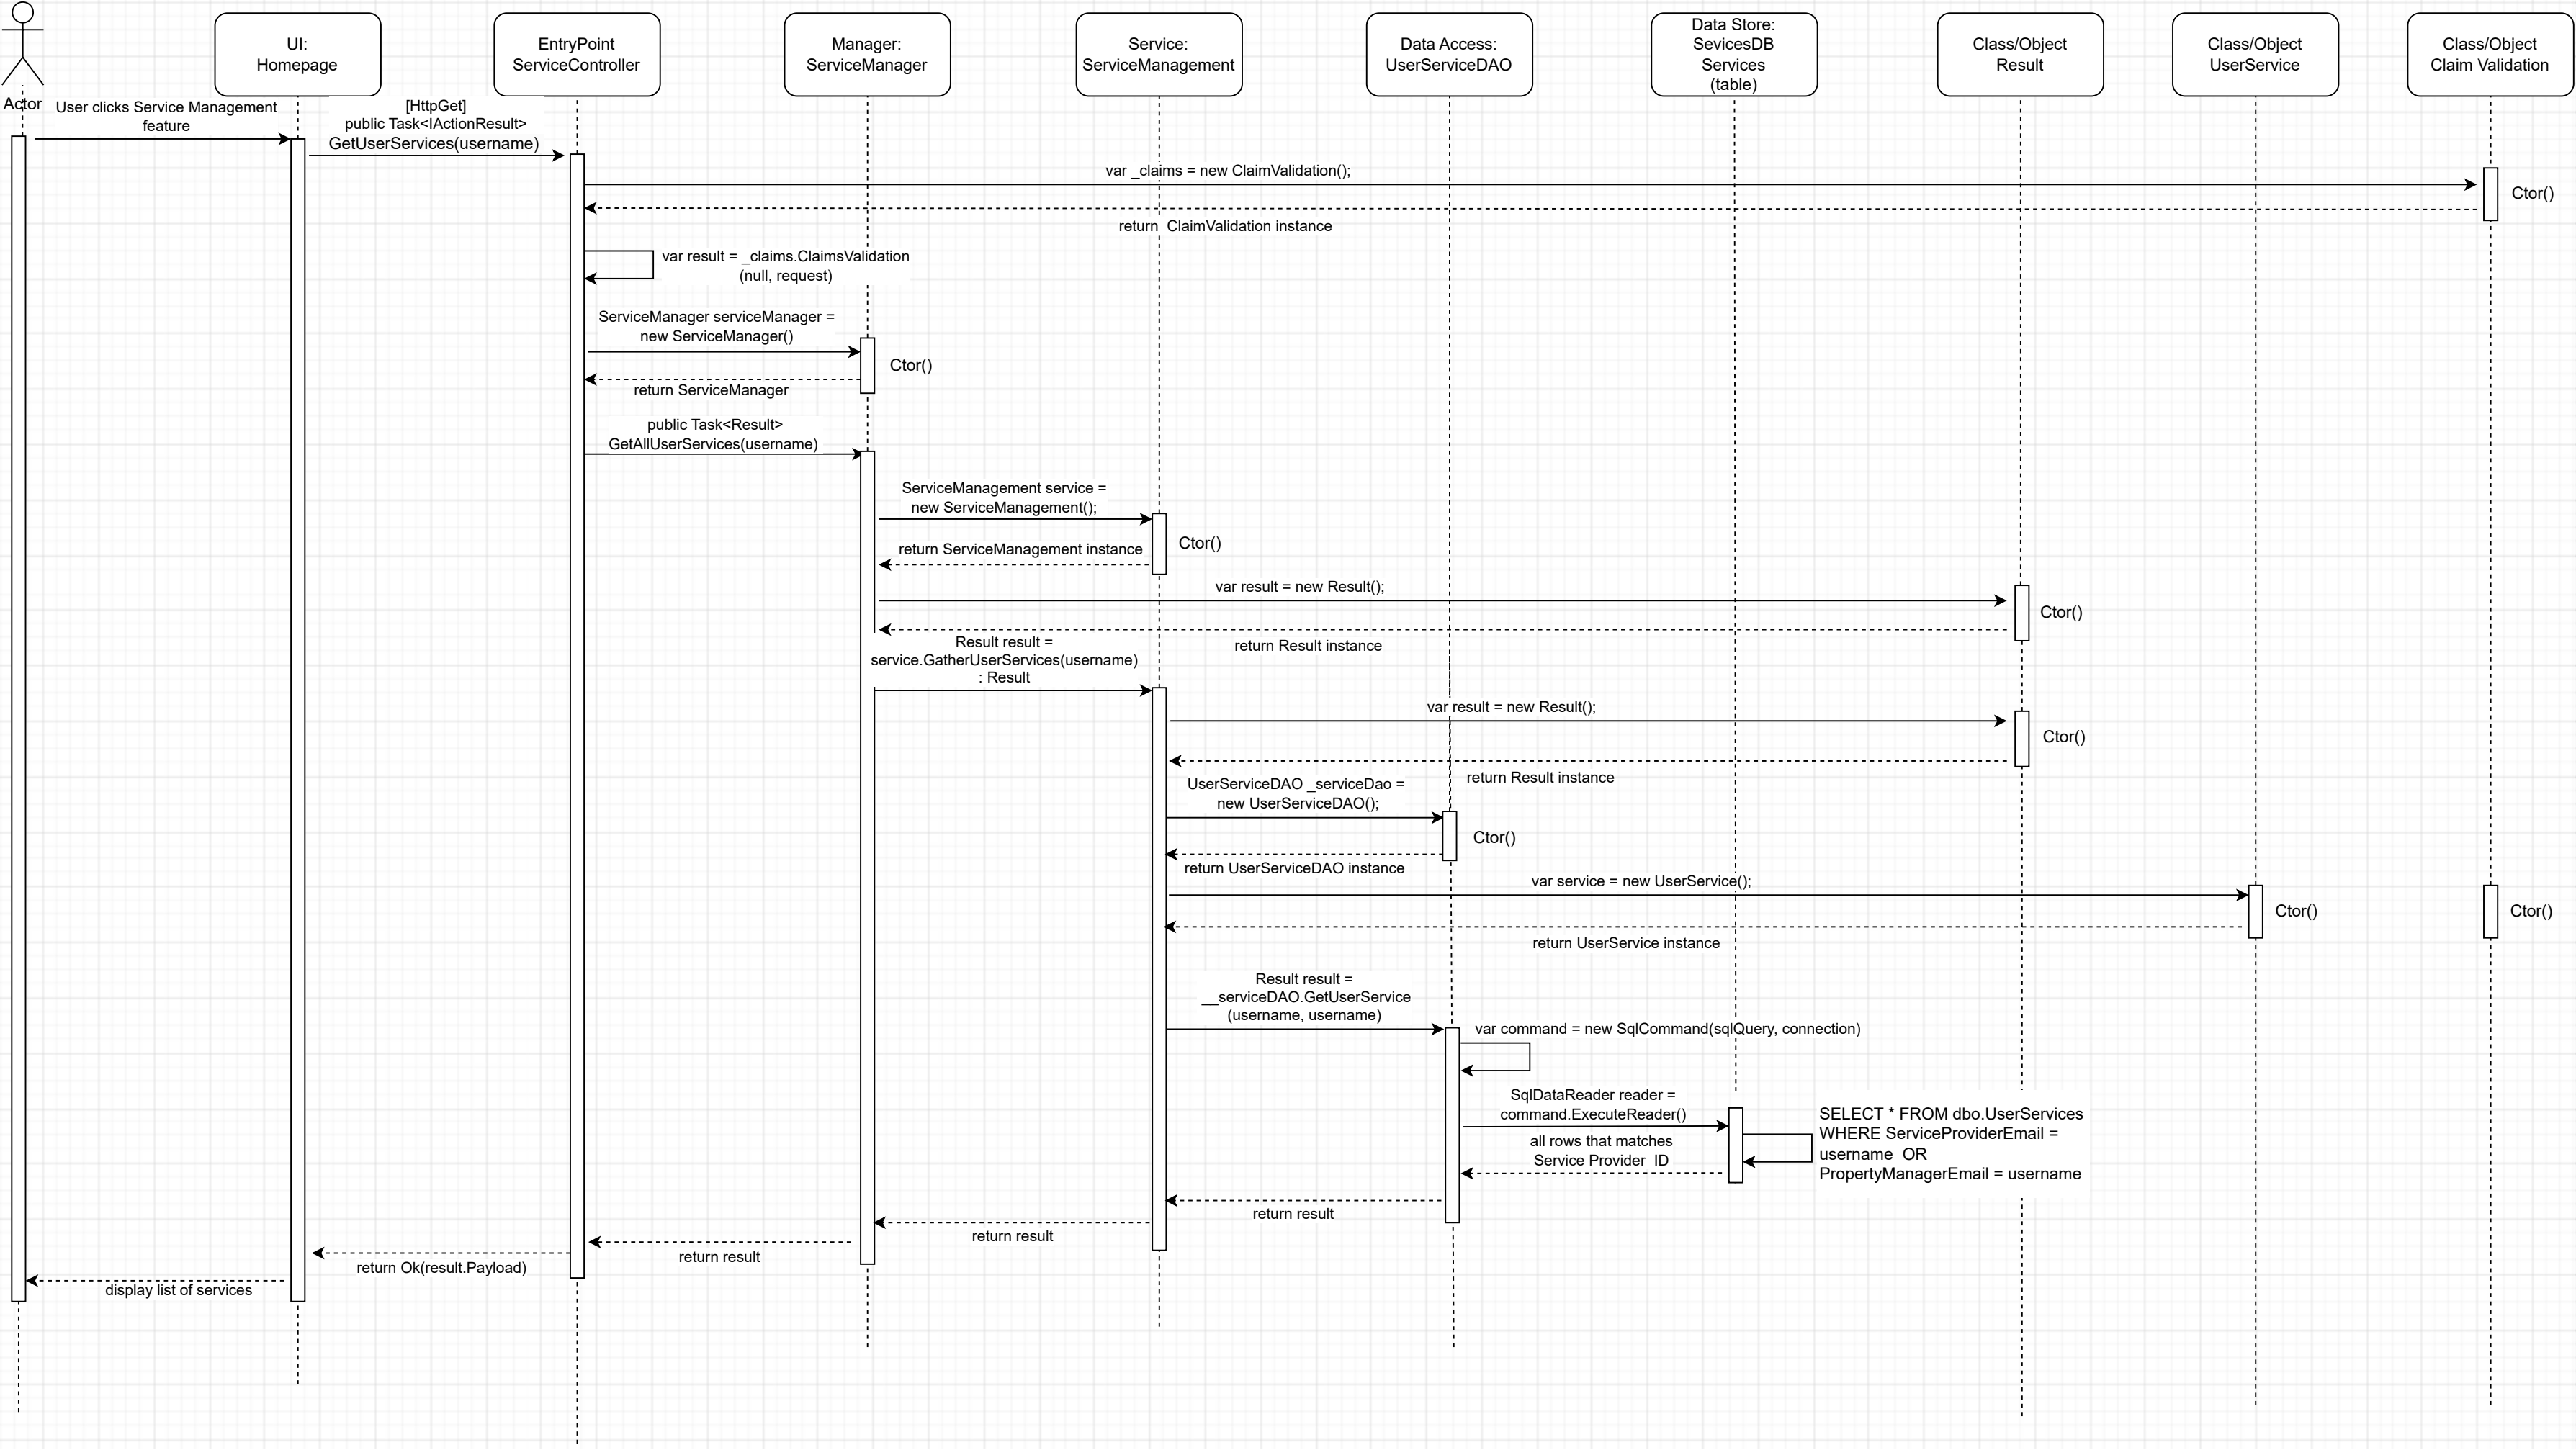 UI:
Homepage
EntryPoint
ServiceController
Manager:
ServiceManager
Service:
ServiceManagement
Data Access:
UserServiceDAO
Data Store:
SevicesDB
Services
(table)
Class/Object
Result
Class/Object
UserService
Class/Object
Claim Validation
Actor
User clicks Service Management
feature
[HttpGet]
public Task<IActionResult>
GetUserServices(username)
var _claims = new ClaimValidation();
Ctor()
return  ClaimValidation instance
var result = _claims.ClaimsValidation
(null, request)
ServiceManager serviceManager =
new ServiceManager()
Ctor()
return ServiceManager
public Task<Result>
GetAllUserServices(username)
ServiceManagement service =
new ServiceManagement();
Ctor()
return ServiceManagement instance
var result = new Result();
Ctor()
return Result instance
Result result =
service.GatherUserServices(username)
: Result
var result = new Result();
Ctor()
return Result instance
UserServiceDAO _serviceDao =
new UserServiceDAO();
Ctor()
return UserServiceDAO instance
var service = new UserService();
Ctor()
Ctor()
return UserService instance
Result result =
__serviceDAO.GetUserService
(username, username)
var command = new SqlCommand(sqlQuery, connection)
SqlDataReader reader =
command.ExecuteReader()
SELECT * FROM dbo.UserServices
WHERE ServiceProviderEmail =
username  OR
PropertyManagerEmail = username
all rows that matches
Service Provider  ID
return result
return result
return result
return Ok(result.Payload)
display list of services